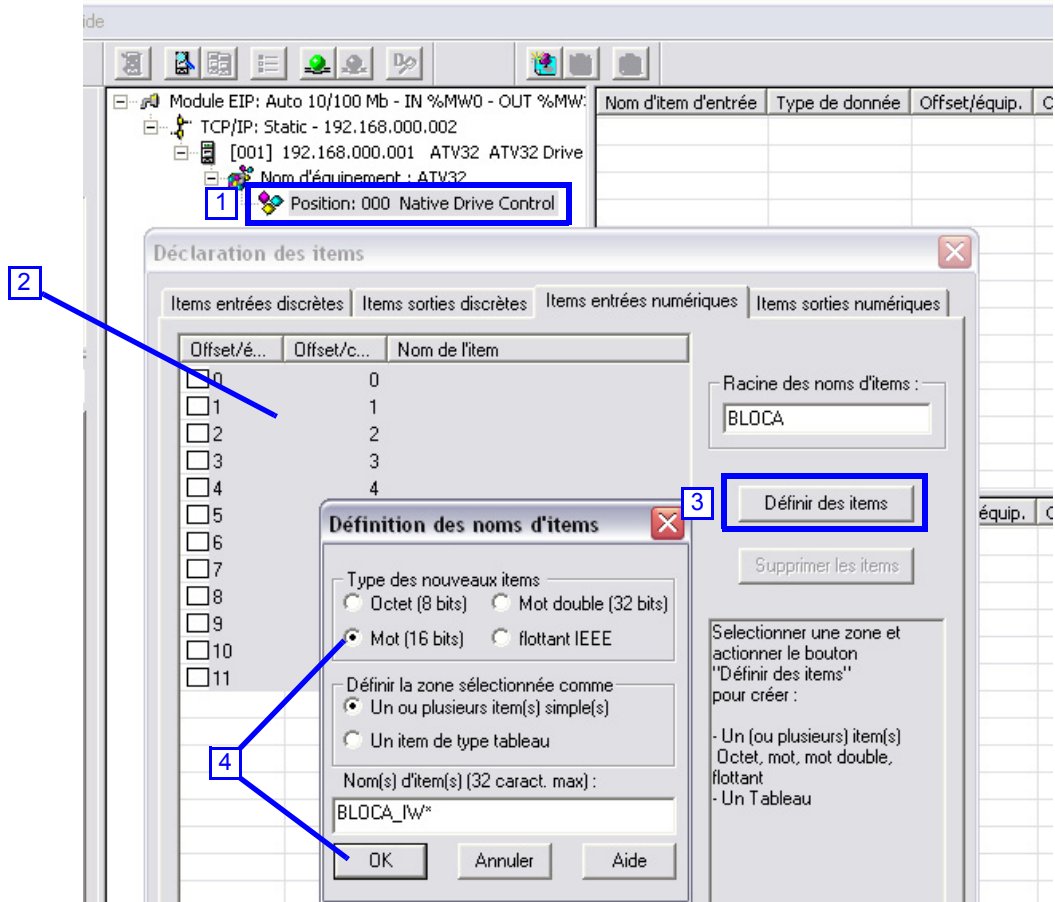 ide
Module EIP: Auto 10/100 Mb - IN %MW0 - OUT %MW
TCP/IP: Static - 192.168.000.002
[001] 192.168.000.001 ATV32 ATV32 Drive
Nom d'équipement : ATV32
1
Position: 000 Native Drive Control
Nom d'item d'entrée
Type de donnée
Offset/équip.
Déclaration des items
2
Items entrées discrètes
Items sorties discrètes
Items entrées numériques
Items sorties numériques
Offset/é... Offset/c... Nom de l'item
0 0
1 1
2 2
3 3
4 4
5
6
7
8
9
10
11
Racine des noms d'items :
BLOCA
3
Définir des items
équip.
Supprimer les items
Selectionner une zone et
actionner le bouton
"Définir des items"
pour créer :
- Un (ou plusieurs) item(s)
Octet, mot, mot double,
flottant
- Un Tableau
Définition des noms d'items
Type des nouveaux items
Octet (8 bits) Mot double (32 bits)
Mot (16 bits) flottant IEEE
Définir la zone sélectionnée comme
Un ou plusieurs item(s) simple(s)
Un item de type tableau
4
Nom(s) d'item(s) (32 caract. max) :
BLOCA_IW*
OK Annuler Aide